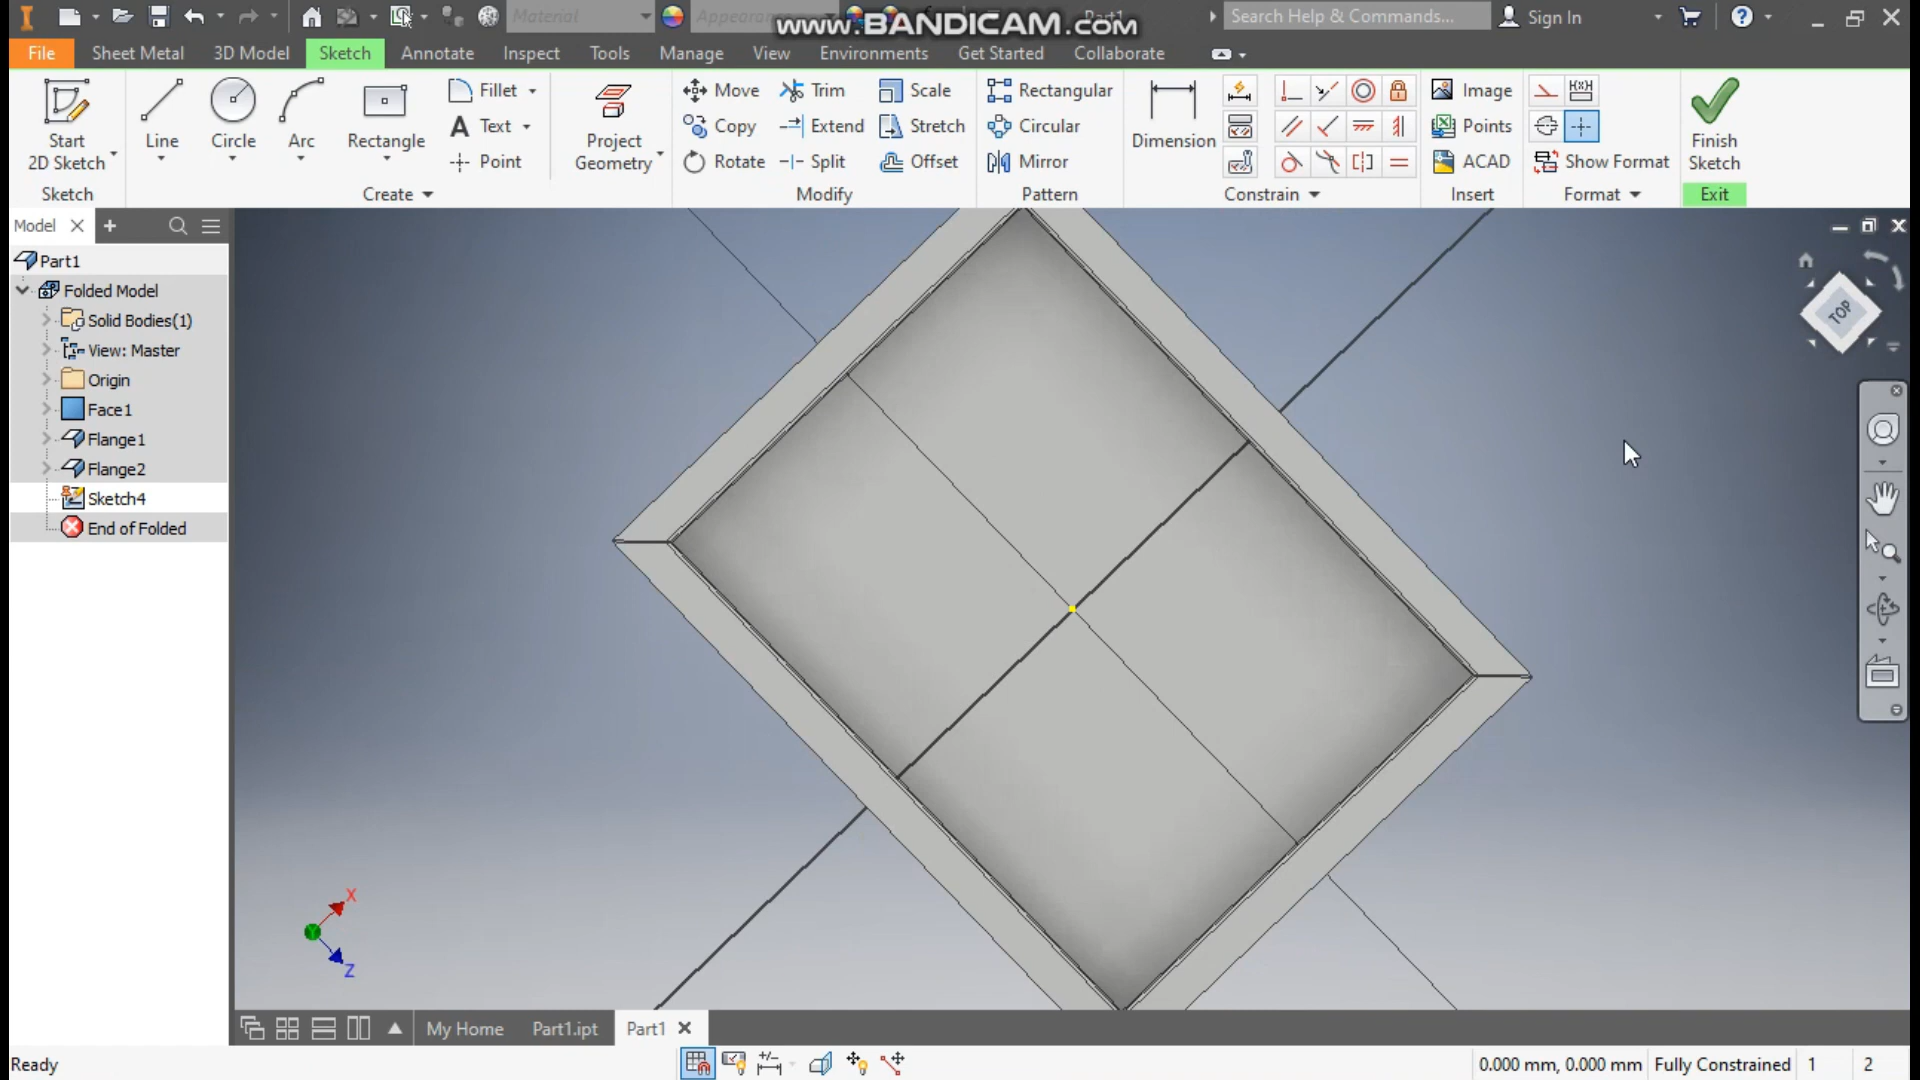 Material
Appearance
www.BANDICAM.com
Part1
Search Help & Commands...
Sign In
File
Sheet Metal
3D Model
Sketch
Annotate
Inspect
Tools
Manage
View
Environments
Get Started
Collaborate
Start
2D Sketch
Line
Circle
Arc
Rectangle
Fillet
Text
Point
Project
Geometry
Move
Copy
Rotate
Trim
Extend
Split
Scale
Stretch
Offset
Rectangular
Circular
Mirror
Dimension
Image
Points
ACAD
Show Format
Finish
Sketch
Sketch
Create
Modify
Pattern
Constrain
Insert
Format
Exit
Model
Part1
Folded Model
Solid Bodies(1)
View: Master
Origin
Face1
Flange1
Flange2
Sketch4
End of Folded
TOP
X
Z
My Home
Part1.ipt
Part1
Ready
0.000 mm, 0.000 mm
Fully Constrained
1
2